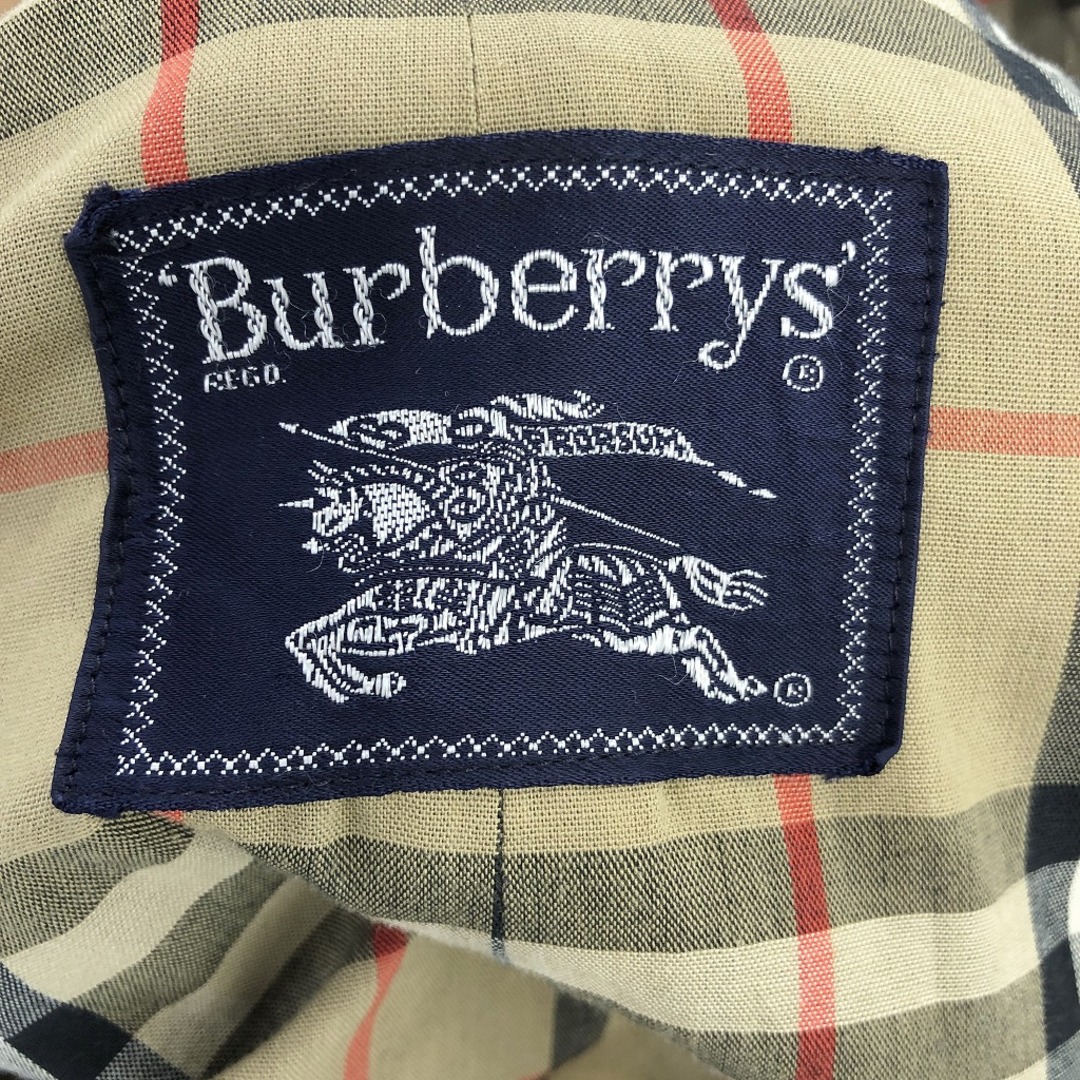 'Burberrys'
REGD.
®
PRORSUM
®